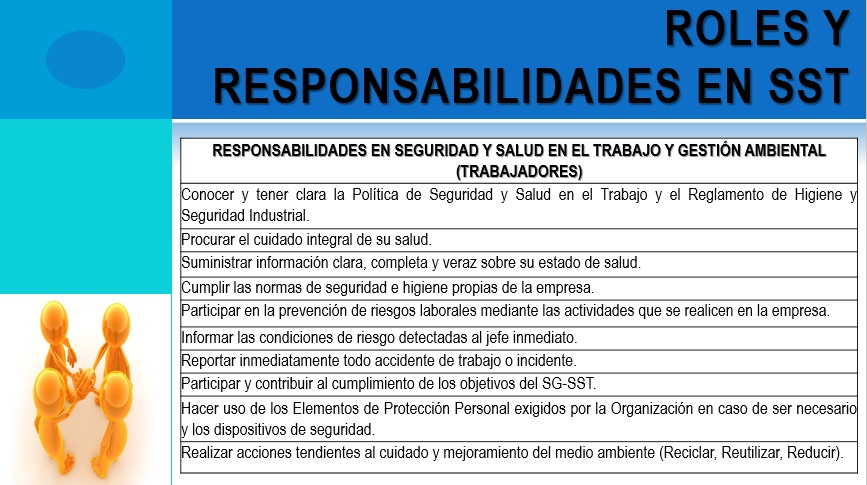 ROLES Y
RESPONSABILIDADES EN SST
RESPONSABILIDADES EN SEGURIDAD Y SALUD EN EL TRABAJO Y GESTIÓN AMBIENTAL
(TRABAJADORES)
Conocer y tener clara la Política de Seguridad y Salud en el Trabajo y el Reglamento de Higiene y
Seguridad Industrial.
Procurar el cuidado integral de su salud.
Suministrar información clara, completa y veraz sobre su estado de salud.
Cumplir las normas de seguridad e higiene propias de la empresa.
Participar en la prevención de riesgos laborales mediante las actividades que se realicen en la empresa.
Informar las condiciones de riesgo detectadas al jefe inmediato.
Reportar inmediatamente todo accidente de trabajo o incidente.
Participar y contribuir al cumplimiento de los objetivos del SG-SST.
Hacer uso de los Elementos de Protección Personal exigidos por la Organización en caso de ser necesario
y los dispositivos de seguridad.
Realizar acciones tendientes al cuidado y mejoramiento del medio ambiente (Reciclar, Reutilizar, Reducir).